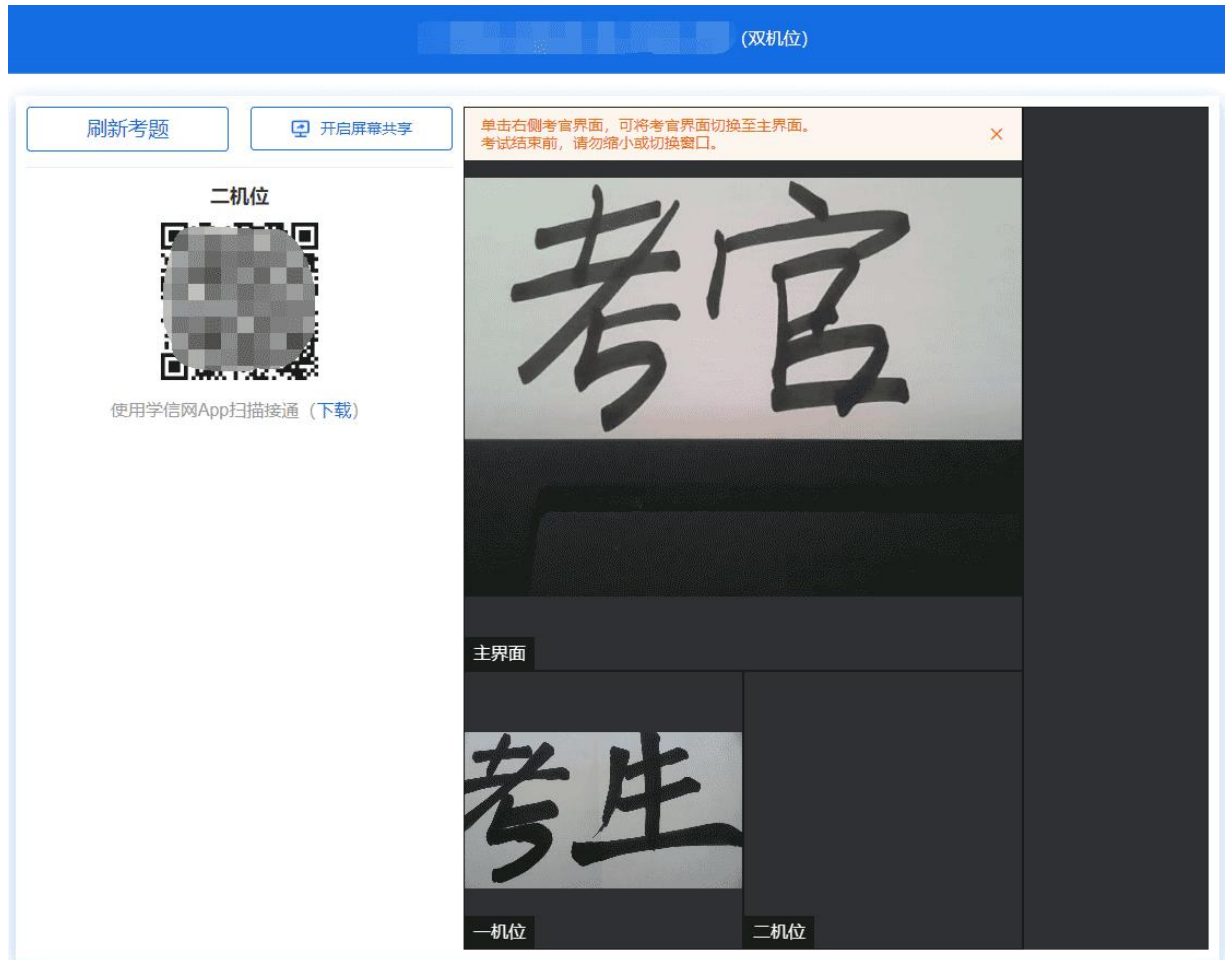 (双机位)
刷新考题
开启屏幕共享
二机位
使用学信网App扫描接通（下载）
单击右侧考官界面，可将考官界面切换至主界面。
考试结束前，请勿缩小或切换窗口。
考官
主界面
考生
一机位
二机位